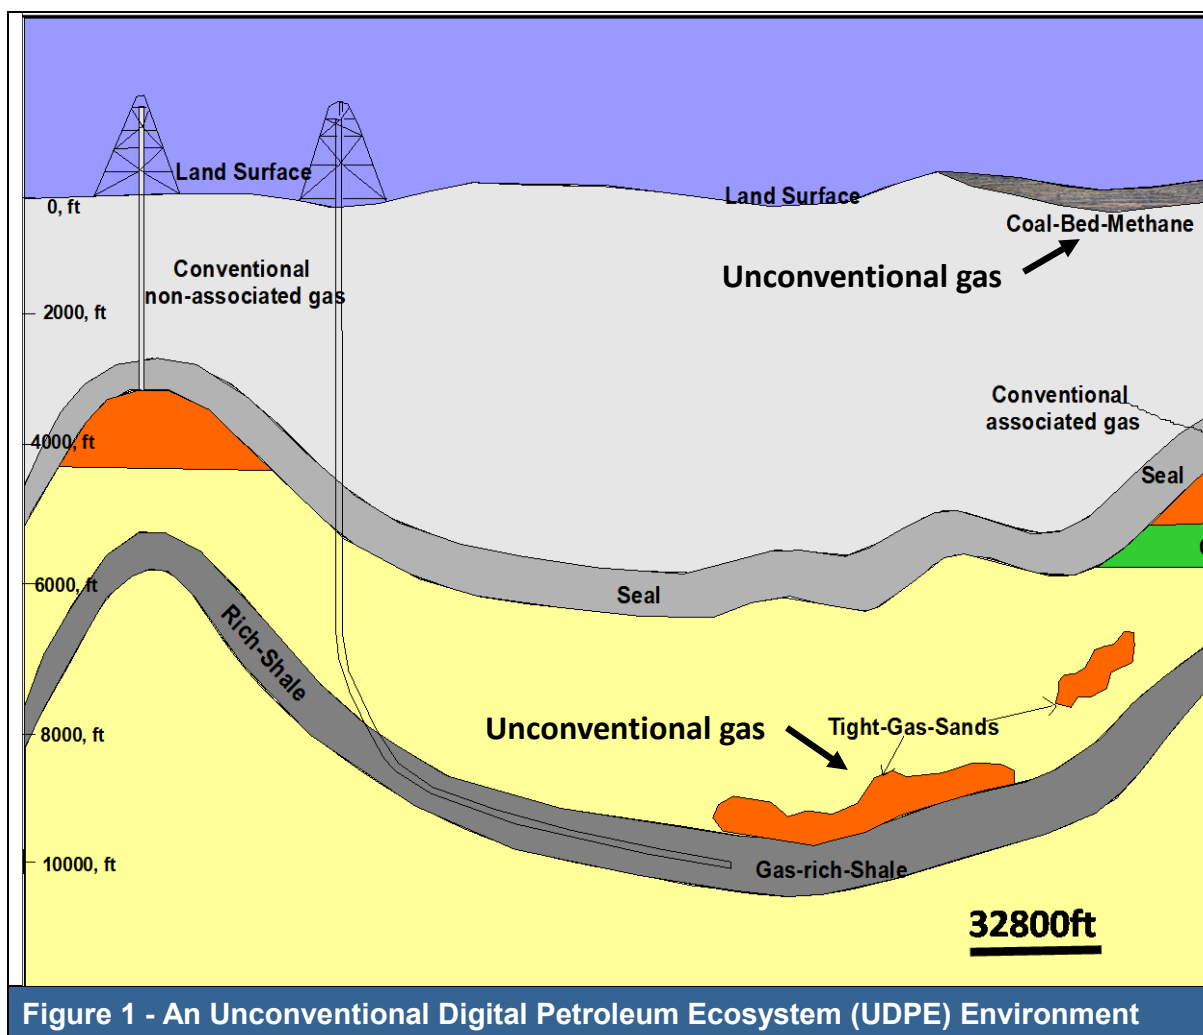 Land Surface
Land Surface
0, ft
Coal-Bed-Methane
Unconventional gas
Conventional
non-associated gas
2000, ft
Conventional
associated gas
4000, ft
Seal
6000, ft
Seal
Rich-Shale
Unconventional gas
Tight-Gas-Sands
8000, ft
10000, ft
Gas-rich-Shale
32800ft
Figure 1 - An Unconventional Digital Petroleum Ecosystem (UDPE) Environment